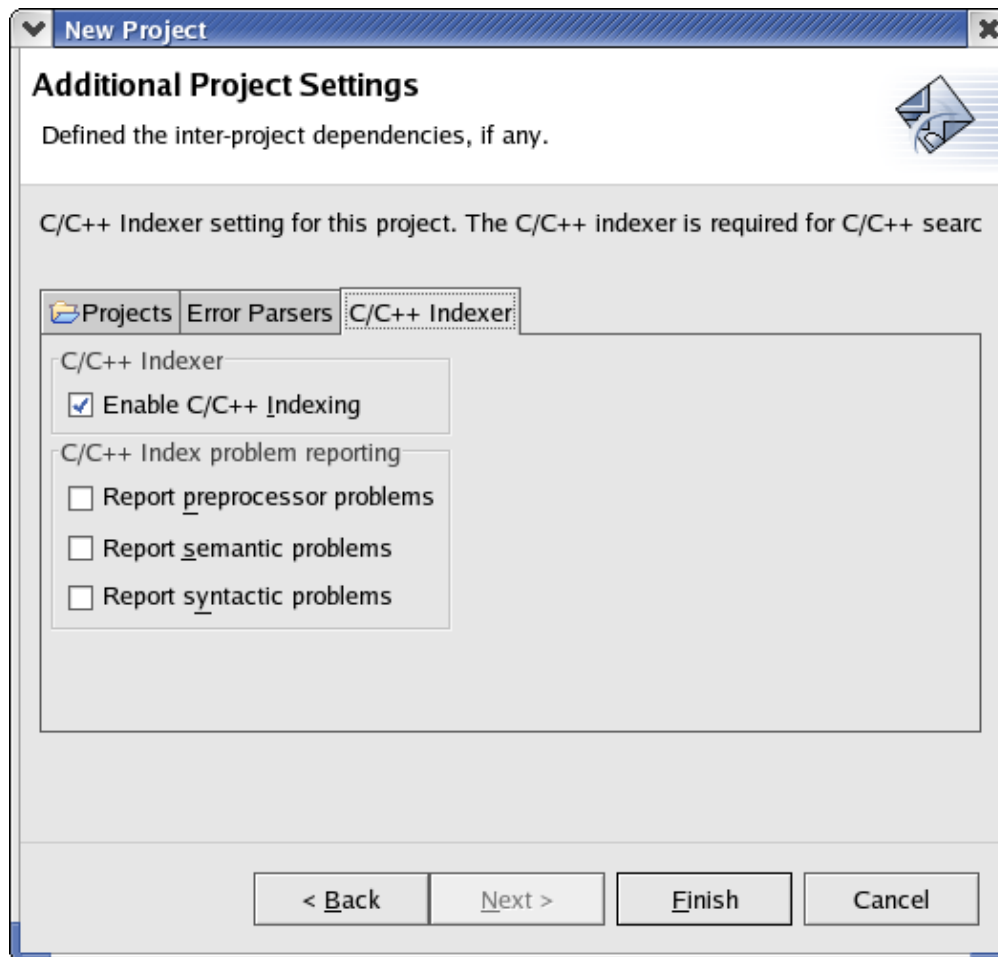 New Project
Additional Project Settings
Defined the inter-project dependencies, if any.
C/C++ Indexer setting for this project. The C/C++ indexer is required for C/C++ searc
Projects Error Parsers C/C++ Indexer
C/C++ Indexer
Enable C/C++ Indexing
C/C++ Index problem reporting
Report preprocessor problems
Report semantic problems
Report syntactic problems
< Back Next > Finish Cancel